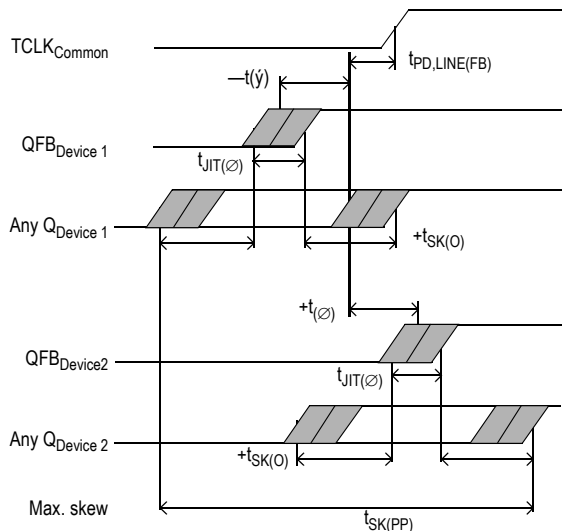 TCLKCommon
tPD,LINE(FB)
—t(ý)
QFBDevice 1
tJIT(∅)
Any QDevice 1
+tSK(O)
+t(∅)
QFBDevice2
tJIT(∅)
Any QDevice 2
+tSK(O)
Max. skew
tSK(PP)